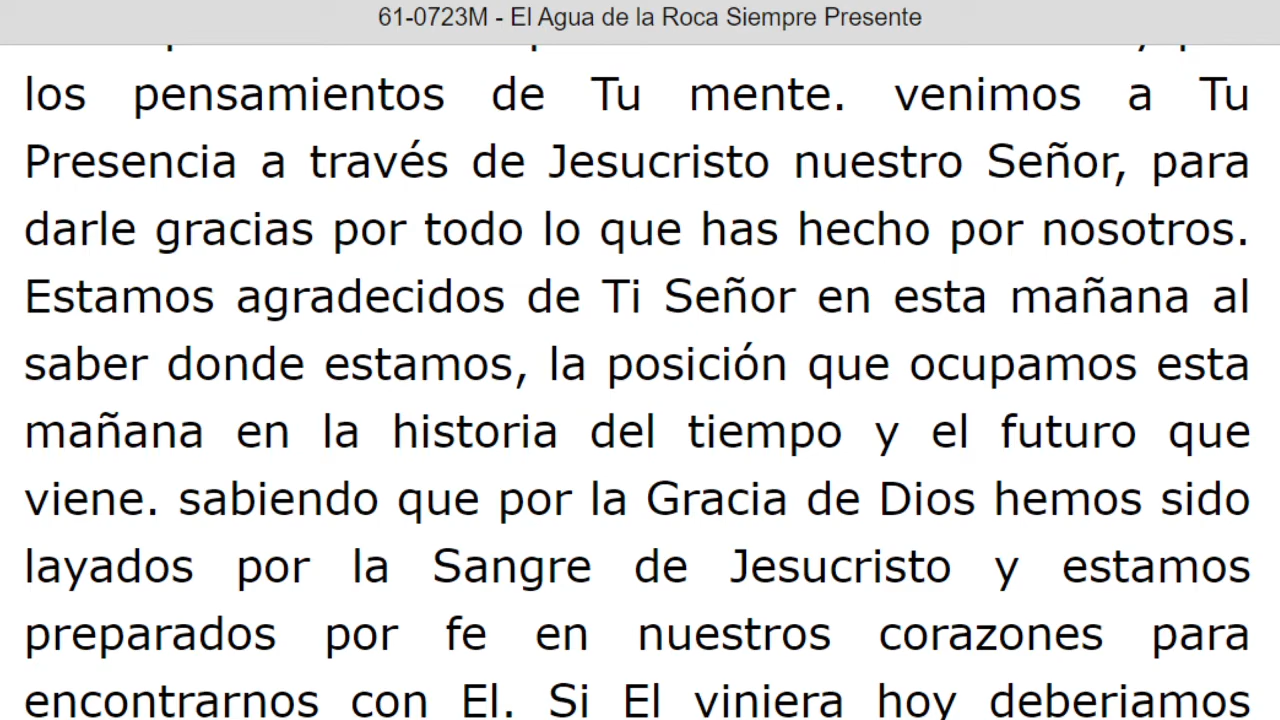 61-0723M - El Agua de la Roca Siempre Presente
los pensamientos de Tu mente. venimos a Tu
Presencia a través de Jesucristo nuestro Señor, para
darle gracias por todo lo que has hecho por nosotros.
Estamos agradecidos de Ti Señor en esta mañana al
saber donde estamos, la posición que ocupamos esta
mañana en la historia del tiempo y el futuro que
viene. sabiendo que por la Gracia de Dios hemos sido
layados por la Sangre de Jesucristo y estamos
preparados por fe en nuestros corazones para
encontrarnos con El. Si El viniera hoy deberiamos